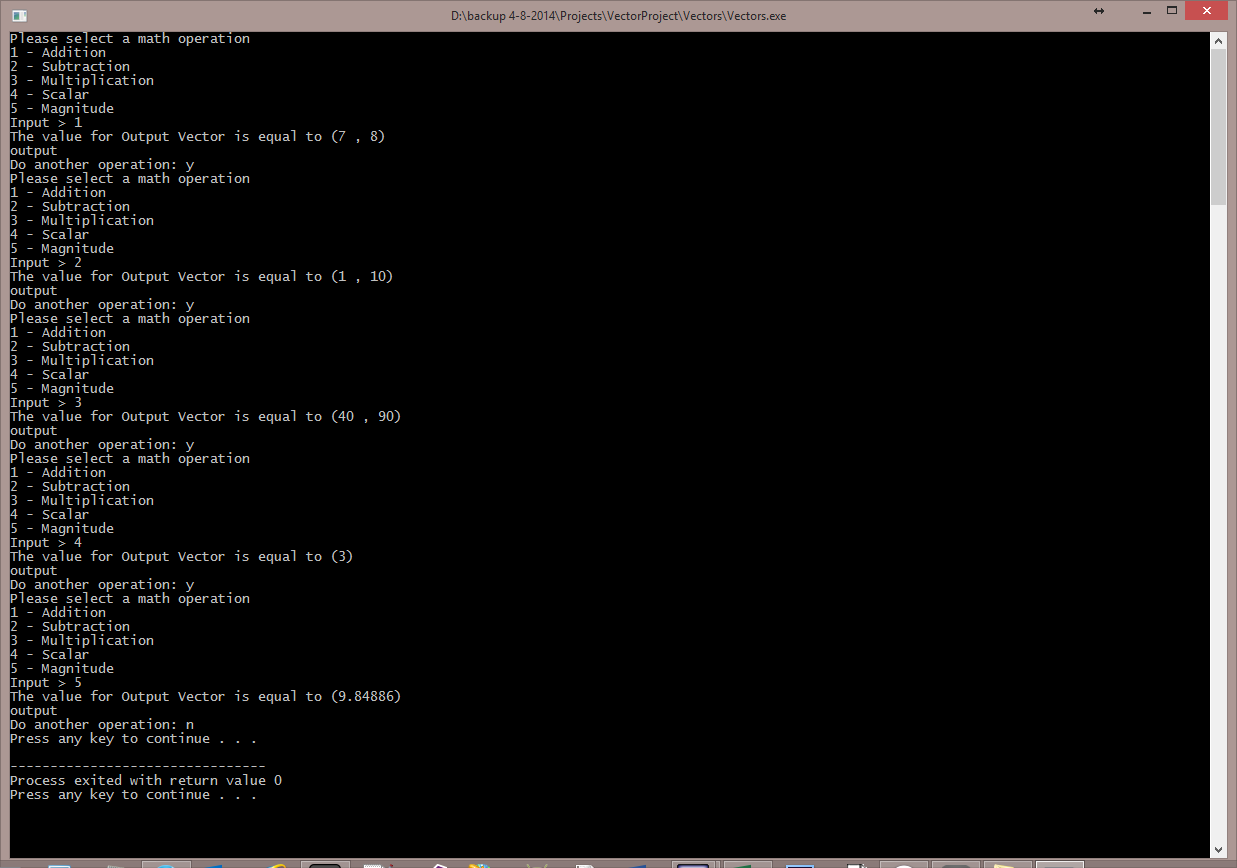 D:\backup 4-8-2014\Projects\VectorProject\Vectors\Vectors.exe
Please select a math operation
1 - Addition
2 - Subtraction
3 - Multiplication
4 - Scalar
5 - Magnitude
Input > 1
The value for Output Vector is equal to (7 , 8)
output
Do another operation: y
Please select a math operation
1 - Addition
2 - Subtraction
3 - Multiplication
4 - Scalar
5 - Magnitude
Input > 2
The value for Output Vector is equal to (1 , 10)
output
Do another operation: y
Please select a math operation
1 - Addition
2 - Subtraction
3 - Multiplication
4 - Scalar
5 - Magnitude
Input > 3
The value for Output Vector is equal to (40 , 90)
output
Do another operation: y
Please select a math operation
1 - Addition
2 - Subtraction
3 - Multiplication
4 - Scalar
5 - Magnitude
Input > 4
The value for Output Vector is equal to (3)
output
Do another operation: y
Please select a math operation
1 - Addition
2 - Subtraction
3 - Multiplication
4 - Scalar
5 - Magnitude
Input > 5
The value for Output Vector is equal to (9.84886)
output
Do another operation: n
Press any key to continue . . .
--------------------------------
Process exited with return value 0
Press any key to continue . . .